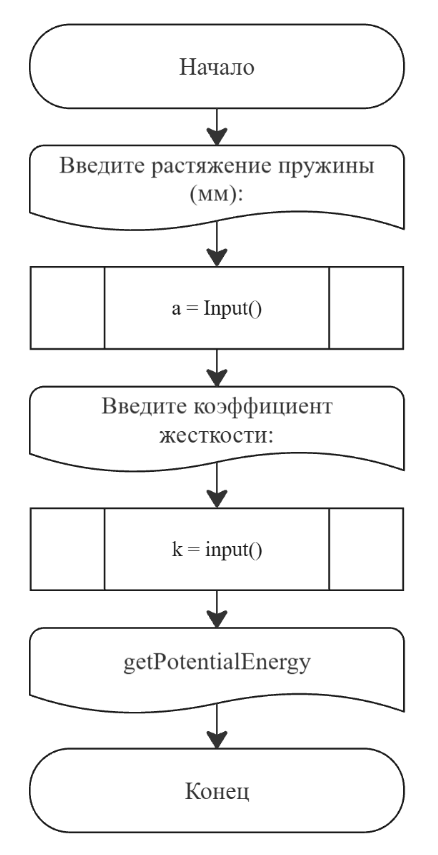 Начало
Введите растяжение пружины
(мм):
a = Input()
Введите коэффициент
жесткости:
k = input()
getPotentialEnergy
Конец